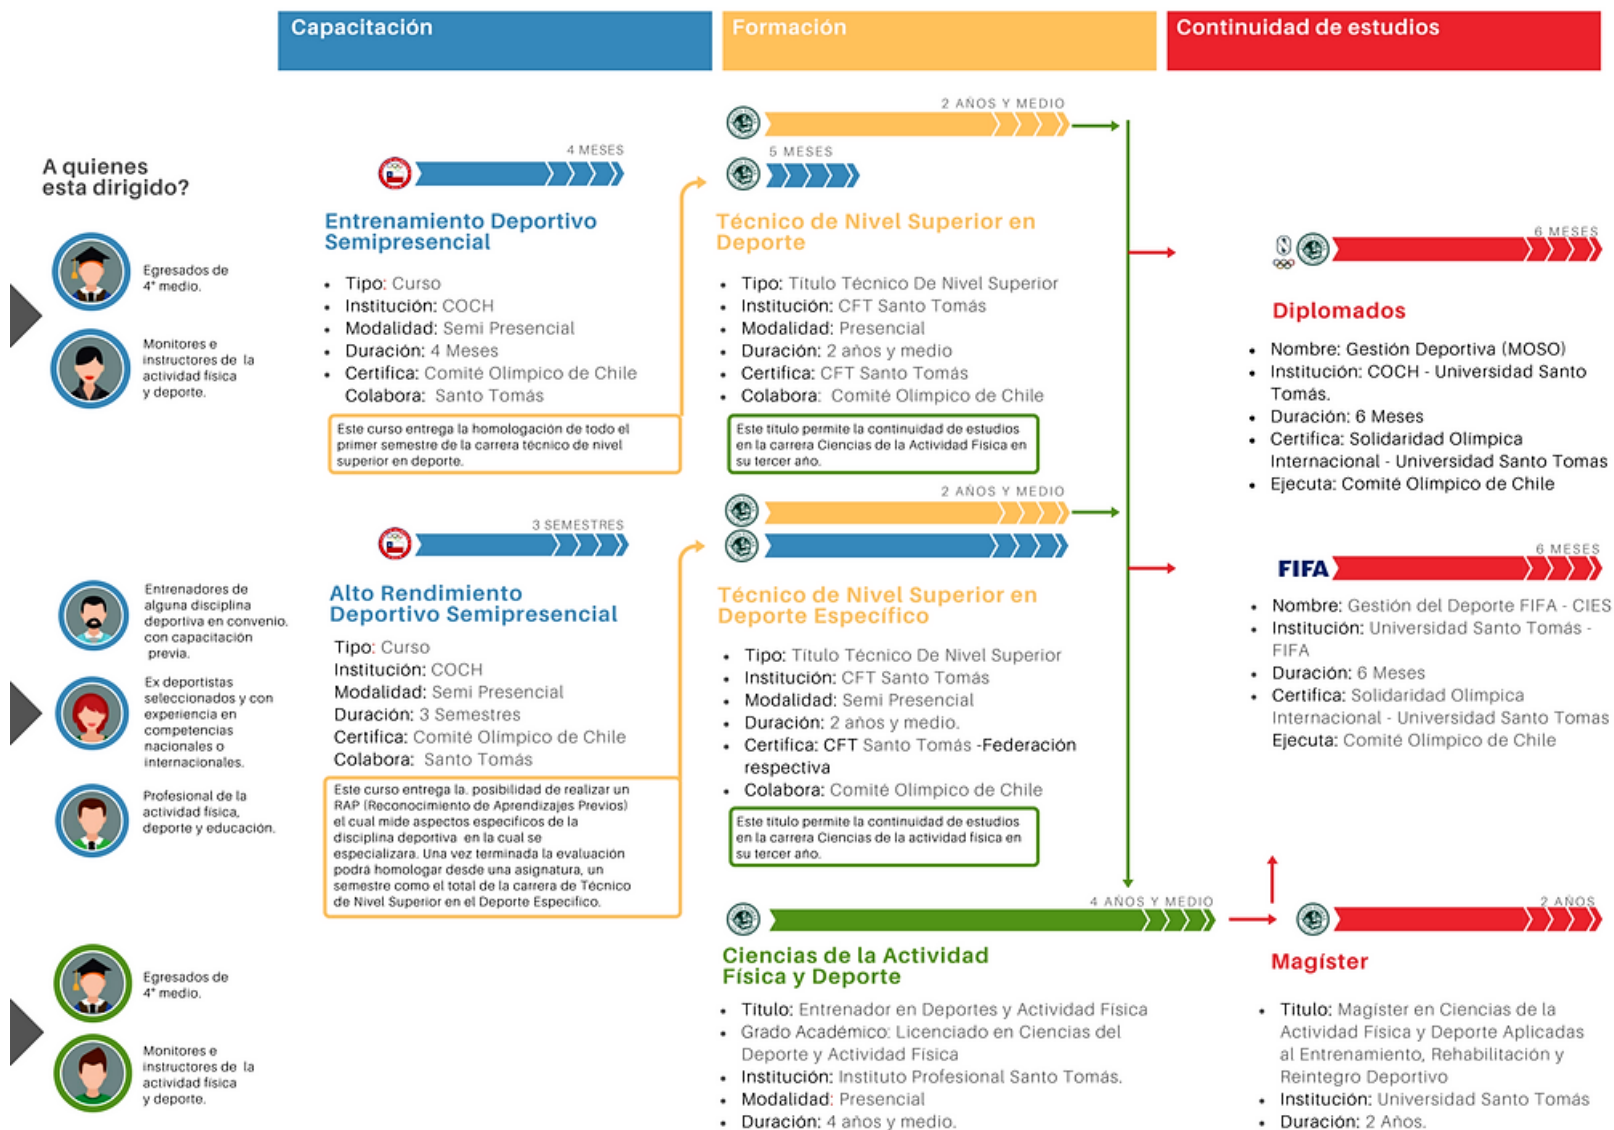 Capacitación
Formación
Continuidad de estudios
A quienes
esta dirigido?
Egresados de
4° medio.
Monitores e
instructores de la
actividad física
y deporte.
4 MESES
Entrenamiento Deportivo
Semipresencial
• Tipo: Curso
• Institución: COCH
• Modalidad: Semi Presencial
• Duración: 4 Meses
• Certifica: Comité Olímpico de Chile
Colabora: Santo Tomás
Este curso entrega la homologación de todo el
primer semestre de la carrera técnico de nivel
superior en deporte.
2 AÑOS Y MEDIO
5 MESES
Técnico de Nivel Superior en
Deporte
• Tipo: Título Técnico De Nivel Superior
• Institución: CFT Santo Tomás
• Modalidad: Presencial
• Duración: 2 años y medio
• Certifica: CFT Santo Tomás
• Colabora: Comité Olímpico de Chile
Este título permite la continuidad de estudios
en la carrera Ciencias de la Actividad Física en
su tercer año.
6 MESES
Diplomados
• Nombre: Gestión Deportiva (MOSO)
• Institución: COCH - Universidad Santo
Tomás.
• Duración: 6 Meses
• Certifica: Solidaridad Olímpica
Internacional - Universidad Santo Tomas
• Ejecuta: Comité Olímpico de Chile
Entrenadores de
alguna disciplina
deportiva en convenio.
con capacitación
previa.
Ex deportistas
seleccionados y con
experiencia en
competencias
nacionales o
internacionales.
Profesional de la
actividad física,
deporte y educación.
3 SEMESTRES
Alto Rendimiento
Deportivo Semipresencial
Tipo: Curso
Institución: COCH
Modalidad: Semi Presencial
Duración: 3 Semestres
Certifica: Comité Olímpico de Chile
Colabora: Santo Tomás
Este curso entrega la. posibilidad de realizar un
RAP (Reconocimiento de Aprendizajes Previos)
el cual mide aspectos específicos de la
disciplina deportiva en la cual se
especializara. Una vez terminada la evaluación
podrá homologar desde una asignatura, un
semestre como el total de la carrera de Técnico
de Nivel Superior en el Deporte Específico.
2 AÑOS Y MEDIO
Técnico de Nivel Superior en
Deporte Específico
• Tipo: Título Técnico De Nivel Superior
• Institución: CFT Santo Tomás
• Modalidad: Semi Presencial
• Duración: 2 años y medio.
• Certifica: CFT Santo Tomás -Federación
respectiva
• Colabora: Comité Olímpico de Chile
Este título permite la continuidad de estudios
en la carrera Ciencias de la actividad física en
su tercer año.
6 MESES
FIFA
• Nombre: Gestión del Deporte FIFA - CIES
• Institución: Universidad Santo Tomás -
FIFA
• Duración: 6 Meses
• Certifica: Solidaridad Olímpica
Internacional - Universidad Santo Tomas
Ejecuta: Comité Olímpico de Chile
Egresados de
4° medio.
Monitores e
instructores de la
actividad física
y deporte.
4 AÑOS Y MEDIO
Ciencias de la Actividad
Física y Deporte
• Título: Entrenador en Deportes y Actividad Física
• Grado Académico: Licenciado en Ciencias del
Deporte y Actividad Física
• Institución: Instituto Profesional Santo Tomás.
• Modalidad: Presencial
• Duración: 4 años y medio.
2 AÑOS
Magíster
• Titulo: Magíster en Ciencias de la
Actividad Física y Deporte Aplicadas
al Entrenamiento, Rehabilitación y
Reintegro Deportivo
• Institución: Universidad Santo Tomás
• Duración: 2 Años.